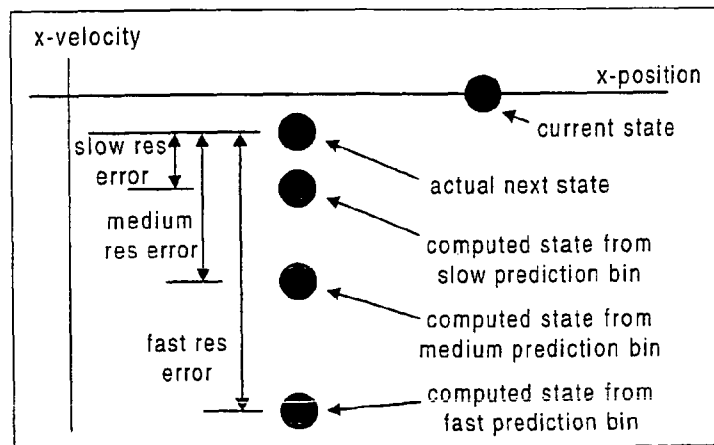 x-velocity
x-position
current state
slow res
error
actual next state
medium
res error
computed state from
slow prediction bin
fast res
error
computed state from
medium prediction bin
computed state from
fast prediction bin